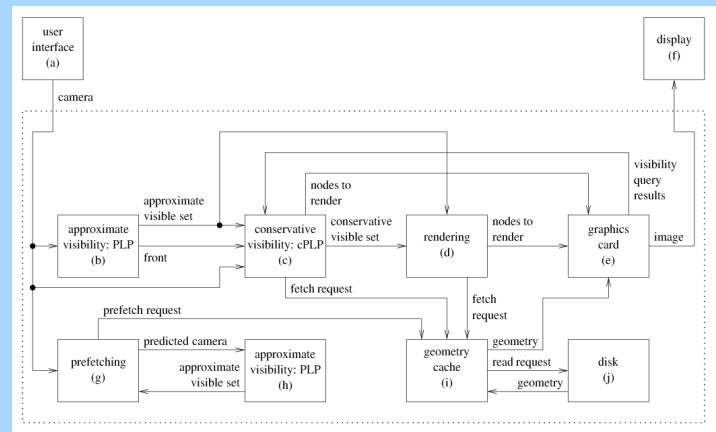 user
interface
(a)
display
(f)
camera
approximate
visible set
nodes to
render
visibility
query
results
approximate
visibility: PLP
(b)
front
conservative
visibility: cPLP
(c)
conservative
visible set
rendering
(d)
nodes to
render
graphics
card
(e)
image
fetch request
fetch
request
prefetch request
prefetching
(g)
predicted camera
approximate
visible set
approximate
visibility: PLP
(h)
geometry
cache
(i)
geometry
read request
geometry
disk
(j)